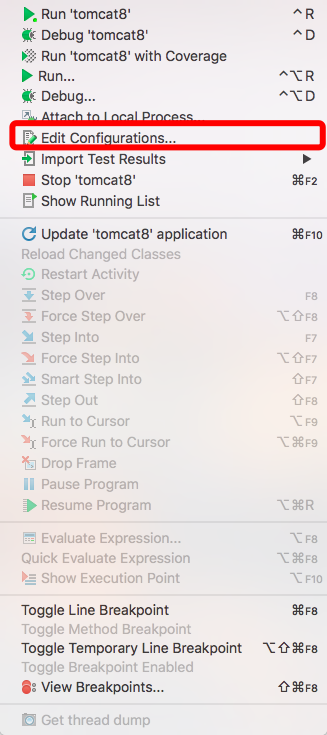 Run 'tomcat8' ^R
Debug 'tomcat8' ^D
Run 'tomcat8' with Coverage
Run... ^⌥R
Debug... ^⌥D
Attach to Local Process...
Edit Configurations...
Import Test Results ▶
Stop 'tomcat8' ⌘F2
Show Running List
Update 'tomcat8' application ⌘F10
Reload Changed Classes
Restart Activity
Step Over F8
Force Step Over ⌥⇧F8
Step Into F7
Force Step Into ⌥⇧F7
Smart Step Into ⇧F7
Step Out ⇧F8
Run to Cursor ⌥F9
Force Run to Cursor ⌥⌘F9
Drop Frame
Pause Program
Resume Program ⌥⌘R
Evaluate Expression... ⌥F8
Quick Evaluate Expression ⌥⌘F8
Show Execution Point ⌥F10
Toggle Line Breakpoint ⌘F8
Toggle Method Breakpoint
Toggle Temporary Line Breakpoint ⌥⇧⌘F8
Toggle Breakpoint Enabled
View Breakpoints... ⇧⌘F8
Get thread dump